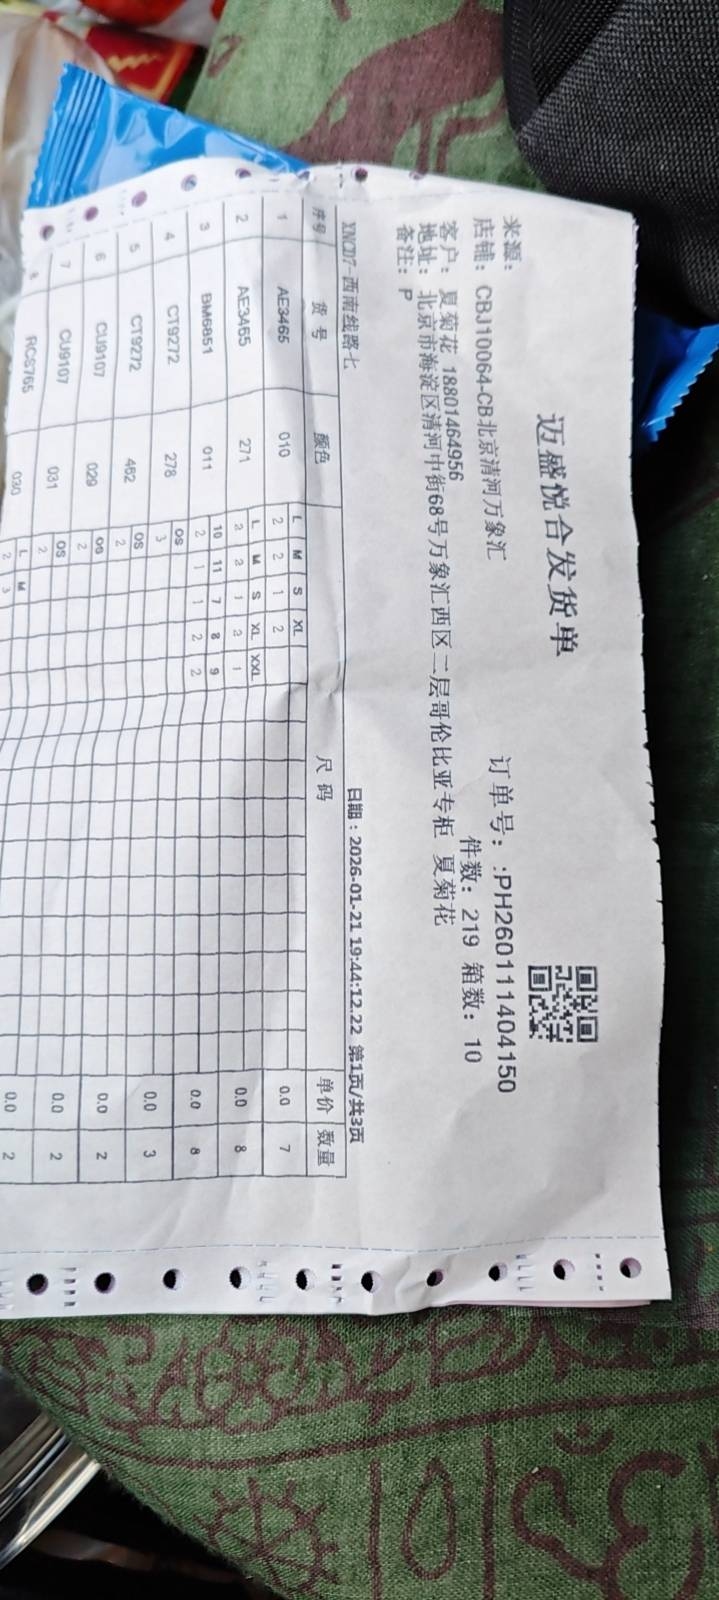 迈盛悦合发货单
来源：
店铺：CBJ10064-CB北京清河万象汇
订单号：:PH260111404150
客户：夏菊花 18801464956
件数：219 箱数：10
地址：北京市海淀区清河中街68号万象汇西区二层哥伦比亚专柜 夏菊花
备注：P
XNC07-西南线路七 日期：2026-01-21 19:44:12.22 第1页/共3页
序号 货号 颜色 尺码 单价 数量
L M S XL
1 AE3465 010 2 2 1 2 0.0 7
L M S XL XXL
2 AE3465 271 2 2 1 2 1 0.0 8
10 11 7 8 9
3 BM6851 011 2 1 1 2 2 0.0 8
OS
4 CT9272 278 3 0.0 3
OS
5 CT9272 462 2 0.0 2
OS
6 CU9107 029 2 0.0 2
OS
7 CU9107 031 2 0.0 2
L M
8 RC8765 030 2 3